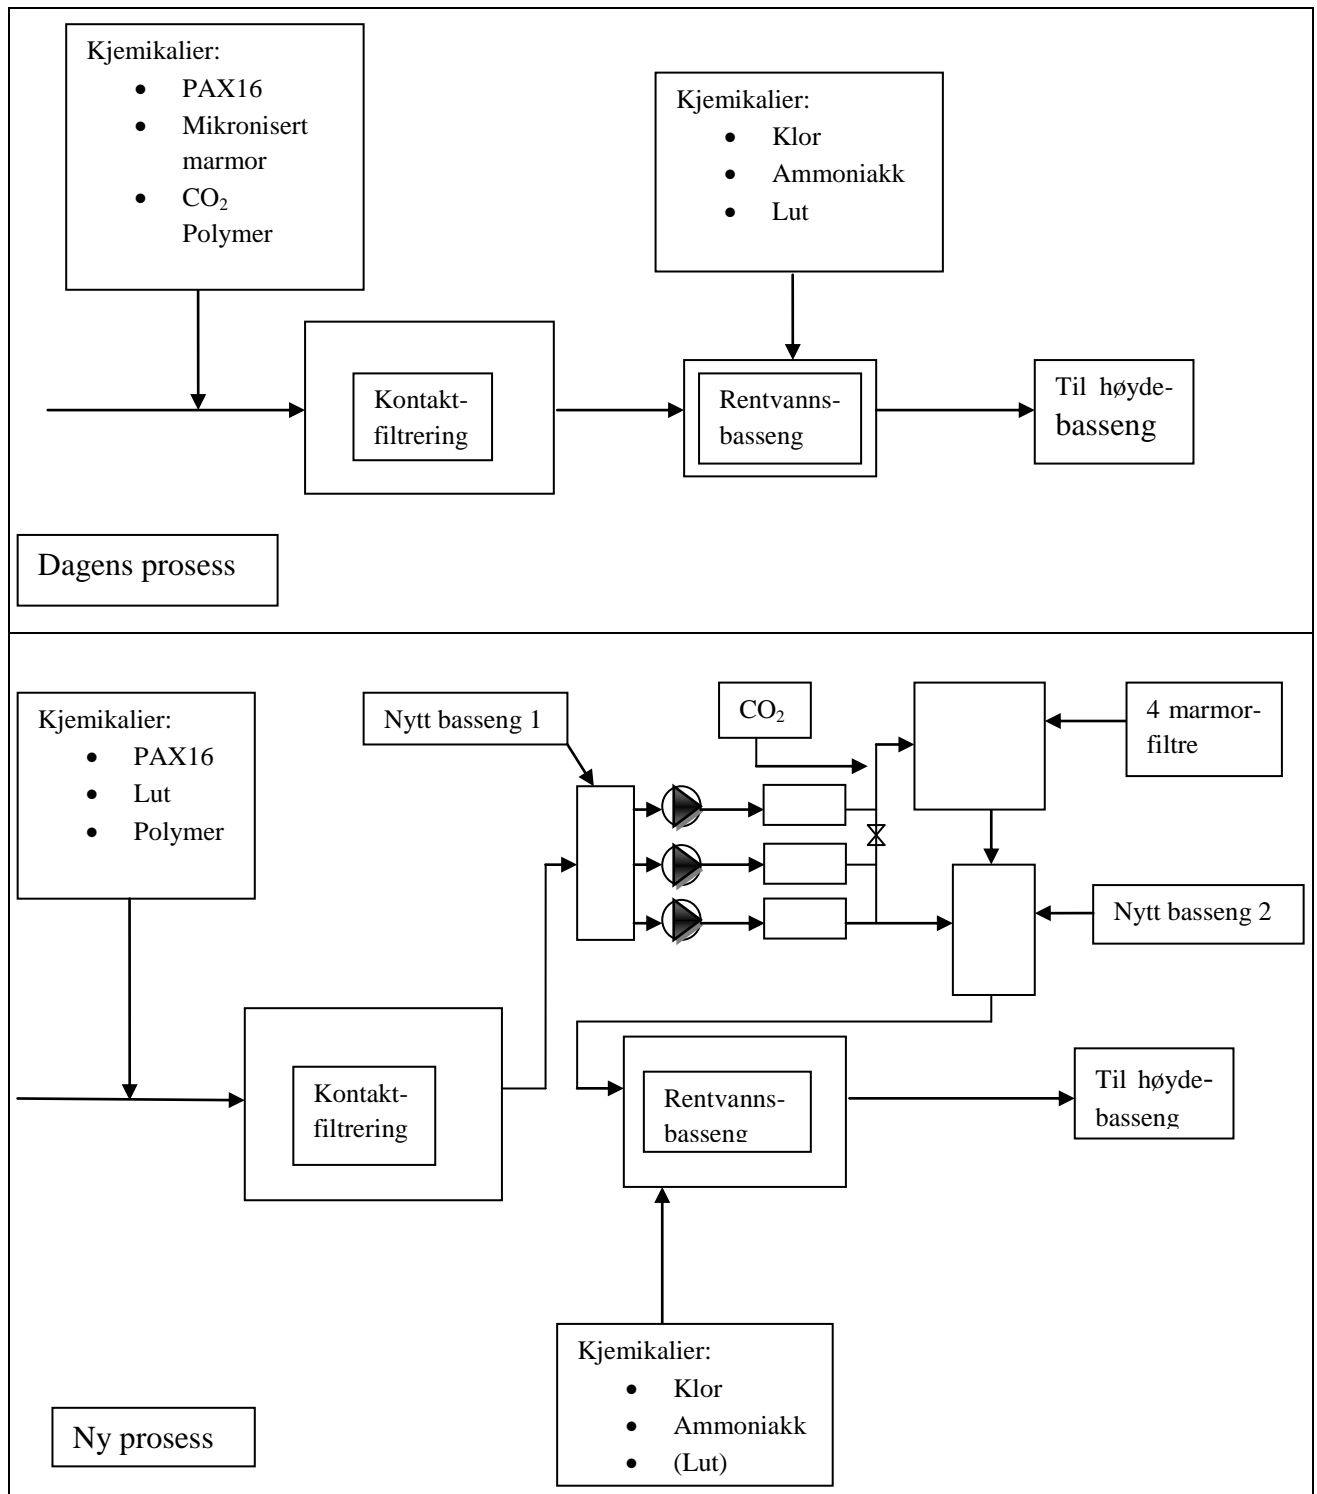 Kjemikalier:
• PAX16
• Mikronisert
marmor
• CO₂
Polymer
Kjemikalier:
• Klor
• Ammoniakk
• Lut
Kontakt-
filtrering
Rentvanns-
basseng
Til høyde-
basseng
Dagens prosess
Kjemikalier:
• PAX16
• Lut
• Polymer
Nytt basseng 1
CO₂
4 marmor-
filtre
Nytt basseng 2
Kontakt-
filtrering
Rentvanns-
basseng
Til høyde-
basseng
Kjemikalier:
• Klor
• Ammoniakk
• (Lut)
Ny prosess